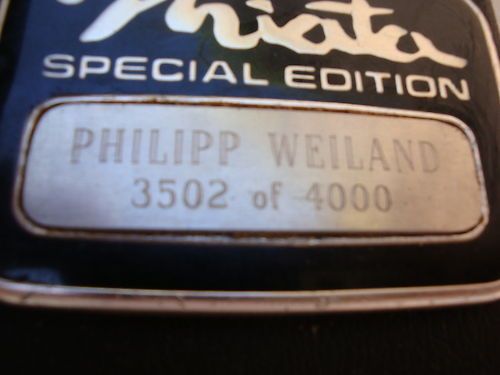 Miata
SPECIAL EDITION
PHILIPP WEILAND
3502 of 4000